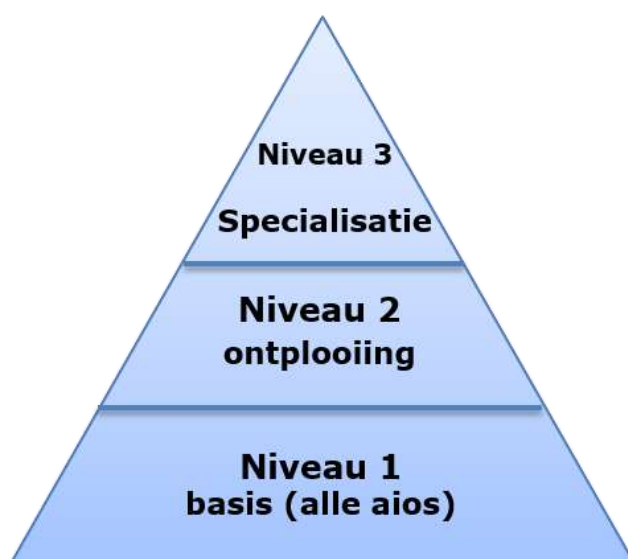 Niveau 3
Specialisatie
Niveau 2
ontplooiing
Niveau 1
basis (alle aios)